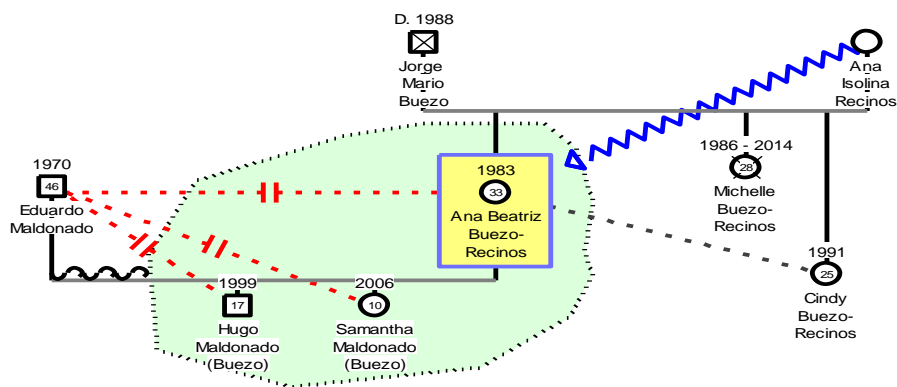 D. 1988
Jorge
Mario
Buezo
Ana
Isolina
Recinos
1986 - 2014
28
Michelle
Buezo-
Recinos
1970
46
Eduardo
Maldonado
1983
33
Ana Beatriz
Buezo-
Recinos
1991
25
Cindy
Buezo-
Recinos
1999
17
Hugo
Maldonado
(Buezo)
2006
10
Samantha
Maldonado
(Buezo)